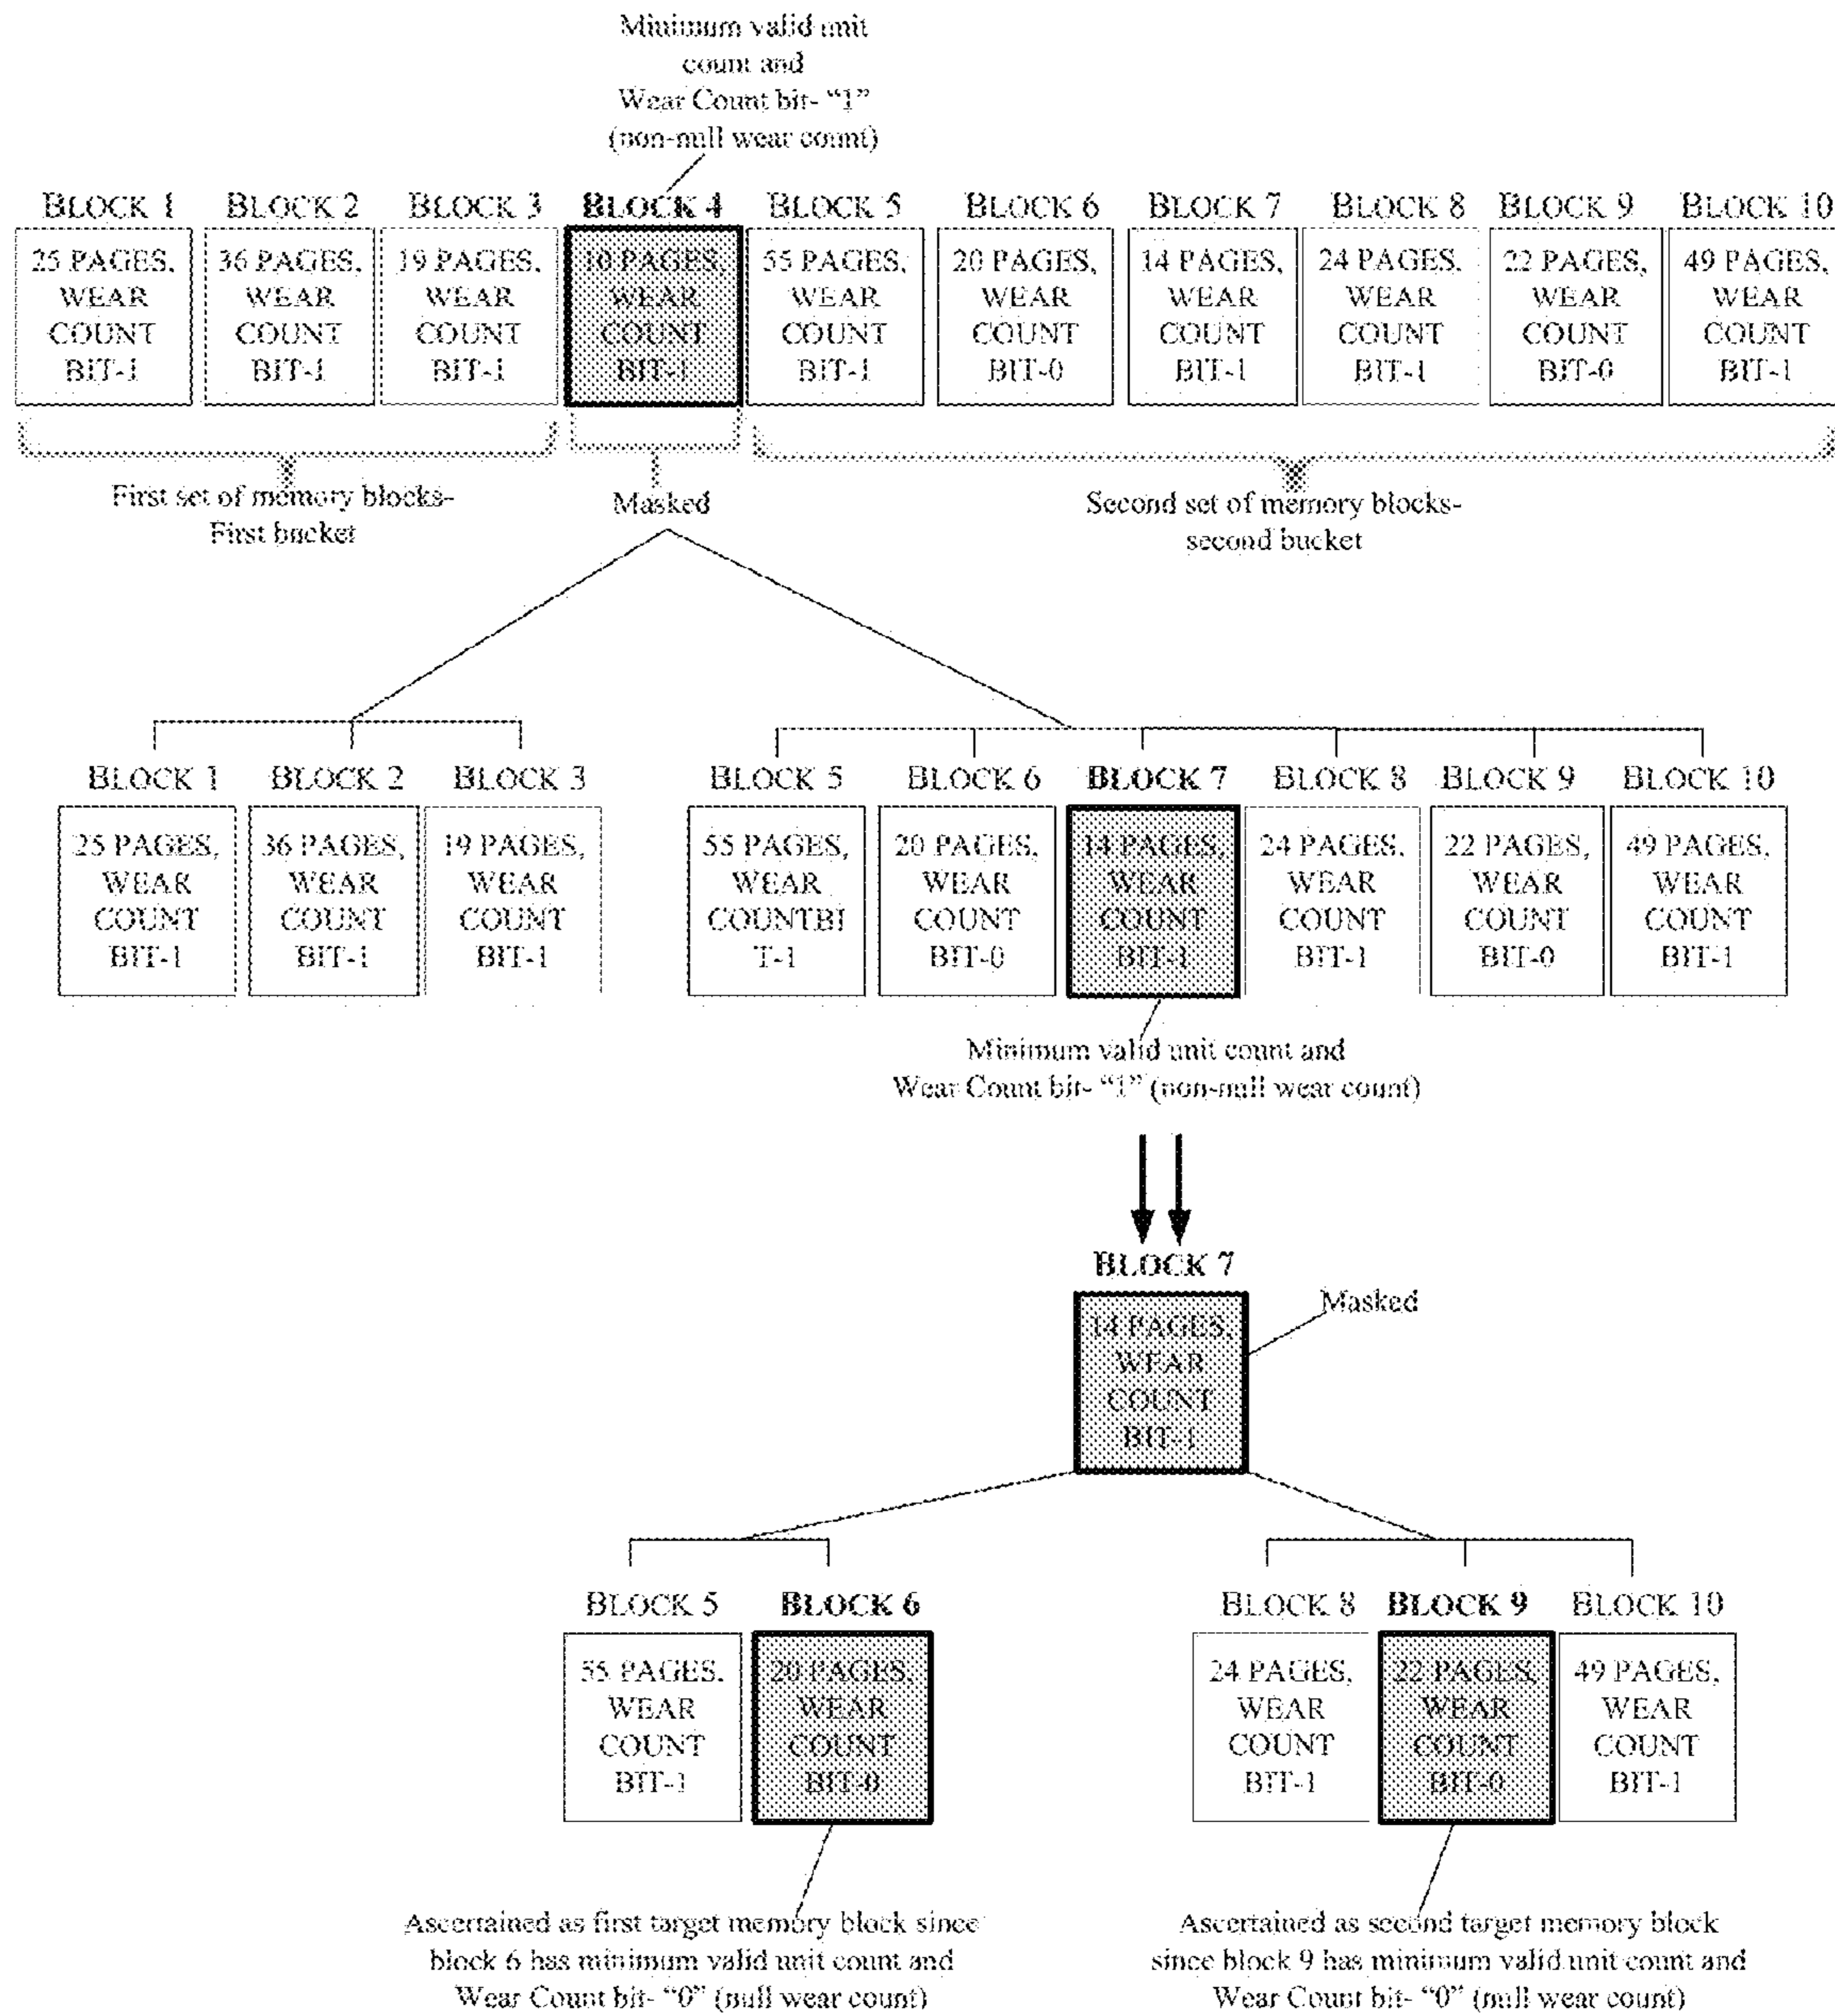 Minimum valid unit
count and
Wear Count bit- “1”
(non-null wear count)
BLOCK 1 BLOCK 2 BLOCK 3 BLOCK 4 BLOCK 5 BLOCK 6 BLOCK 7 BLOCK 8 BLOCK 9 BLOCK 10
25 PAGES, 36 PAGES, 19 PAGES, 10 PAGES, 55 PAGES, 20 PAGES, 14 PAGES, 24 PAGES, 22 PAGES, 49 PAGES,
WEAR WEAR WEAR WEAR WEAR WEAR WEAR WEAR WEAR WEAR
COUNT COUNT COUNT COUNT COUNT COUNT COUNT COUNT COUNT COUNT
BIT-1 BIT-1 BIT-1 BIT-1 BIT-1 BIT-0 BIT-1 BIT-1 BIT-0 BIT-1
First set of memory blocks- Masked Second set of memory blocks-
First bucket second bucket
BLOCK 1 BLOCK 2 BLOCK 3 BLOCK 5 BLOCK 6 BLOCK 7 BLOCK 8 BLOCK 9 BLOCK 10
25 PAGES, 36 PAGES, 19 PAGES, 55 PAGES, 20 PAGES, 14 PAGES, 24 PAGES, 22 PAGES, 49 PAGES,
WEAR WEAR WEAR WEAR WEAR WEAR WEAR WEAR WEAR
COUNT COUNT COUNT COUNTBI COUNT COUNT COUNT COUNT COUNT
BIT-1 BIT-1 BIT-1 T-1 BIT-0 BIT-1 BIT-1 BIT-0 BIT-1
Minimum valid unit count and
Wear Count bit- “1” (non-null wear count)
BLOCK 7
Masked
14 PAGES,
WEAR
COUNT
BIT-1
BLOCK 5 BLOCK 6 BLOCK 8 BLOCK 9 BLOCK 10
55 PAGES, 20 PAGES, 24 PAGES, 22 PAGES, 49 PAGES,
WEAR WEAR WEAR WEAR WEAR
COUNT COUNT COUNT COUNT COUNT
BIT-1 BIT-0 BIT-1 BIT-0 BIT-1
Ascertained as first target memory block since
block 6 has minimum valid unit count and
Wear Count bit- “0” (null wear count)
Ascertained as second target memory block
since block 9 has minimum valid unit count and
Wear Count bit- “0” (null wear count)